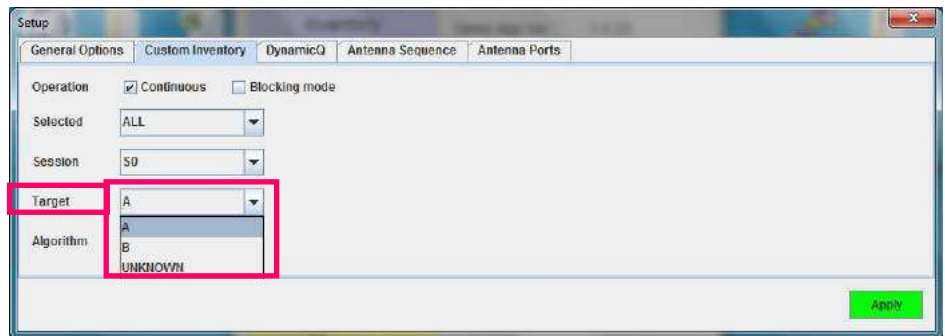 Setup
General Options Custom Inventory DynamicQ Antenna Sequence Antenna Ports
Operation Continuous Blocking mode
Selected ALL
Session S0
Target A
A
Algorithm B
UNKNOWN
Apply